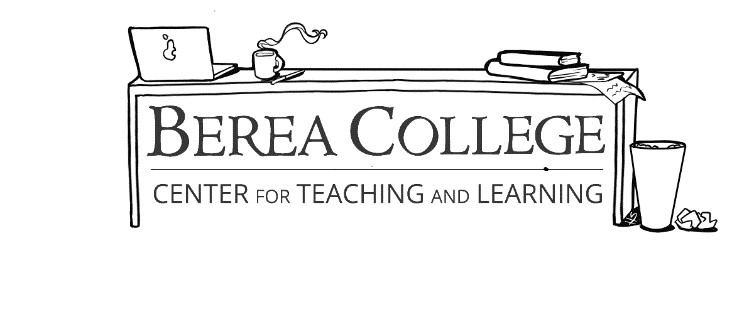 BEREA COLLEGE
CENTER FOR TEACHING AND LEARNING